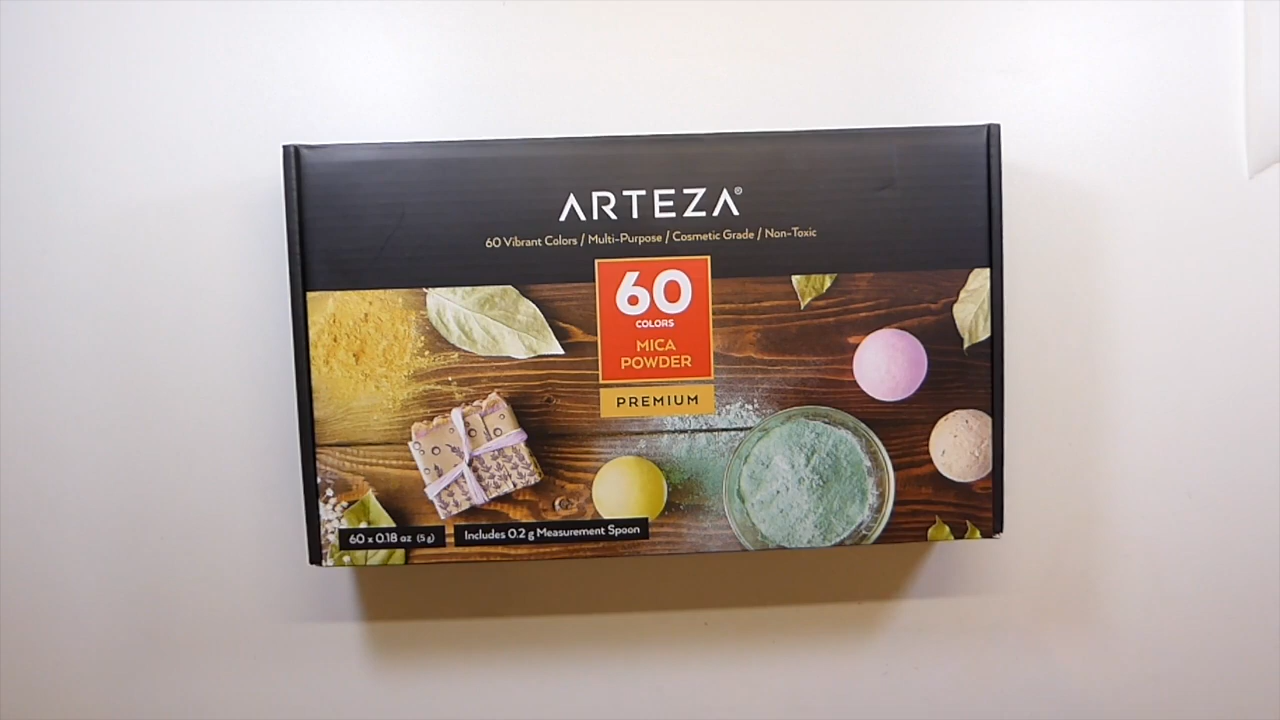 ARTEZA®
60 Vibrant Colors / Multi-Purpose / Cosmetic Grade / Non-Toxic
60
COLORS
MICA
POWDER
PREMIUM
60 x 0.18 oz (5 g)
Includes 0.2 g Measurement Spoon